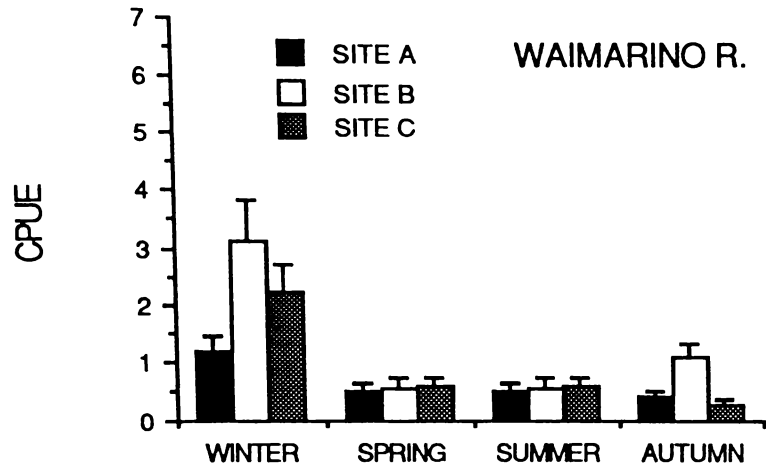 WAIMARINO R.
SITE A
SITE B
SITE C
CPUE
7
6
5
4
3
2
1
0
WINTER SPRING SUMMER AUTUMN